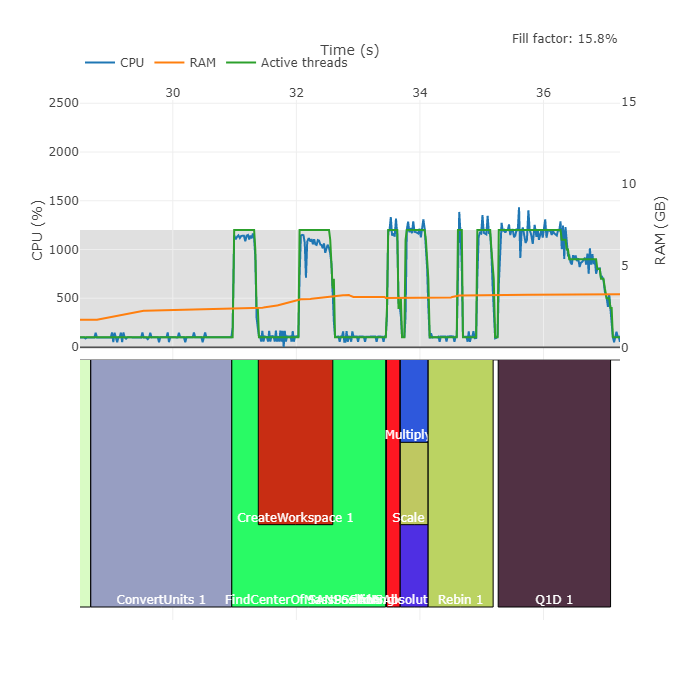 Fill factor: 15.8%
Time (s)
CPU RAM Active threads
30 32 34 36
2500
2000
1500
1000
500
0
CPU (%)
15
10
5
0
RAM (GB)
Multiply
CreateWorkspace 1
Scale
ConvertUnits 1
FindCenterOf
Rebin 1
Q1D 1